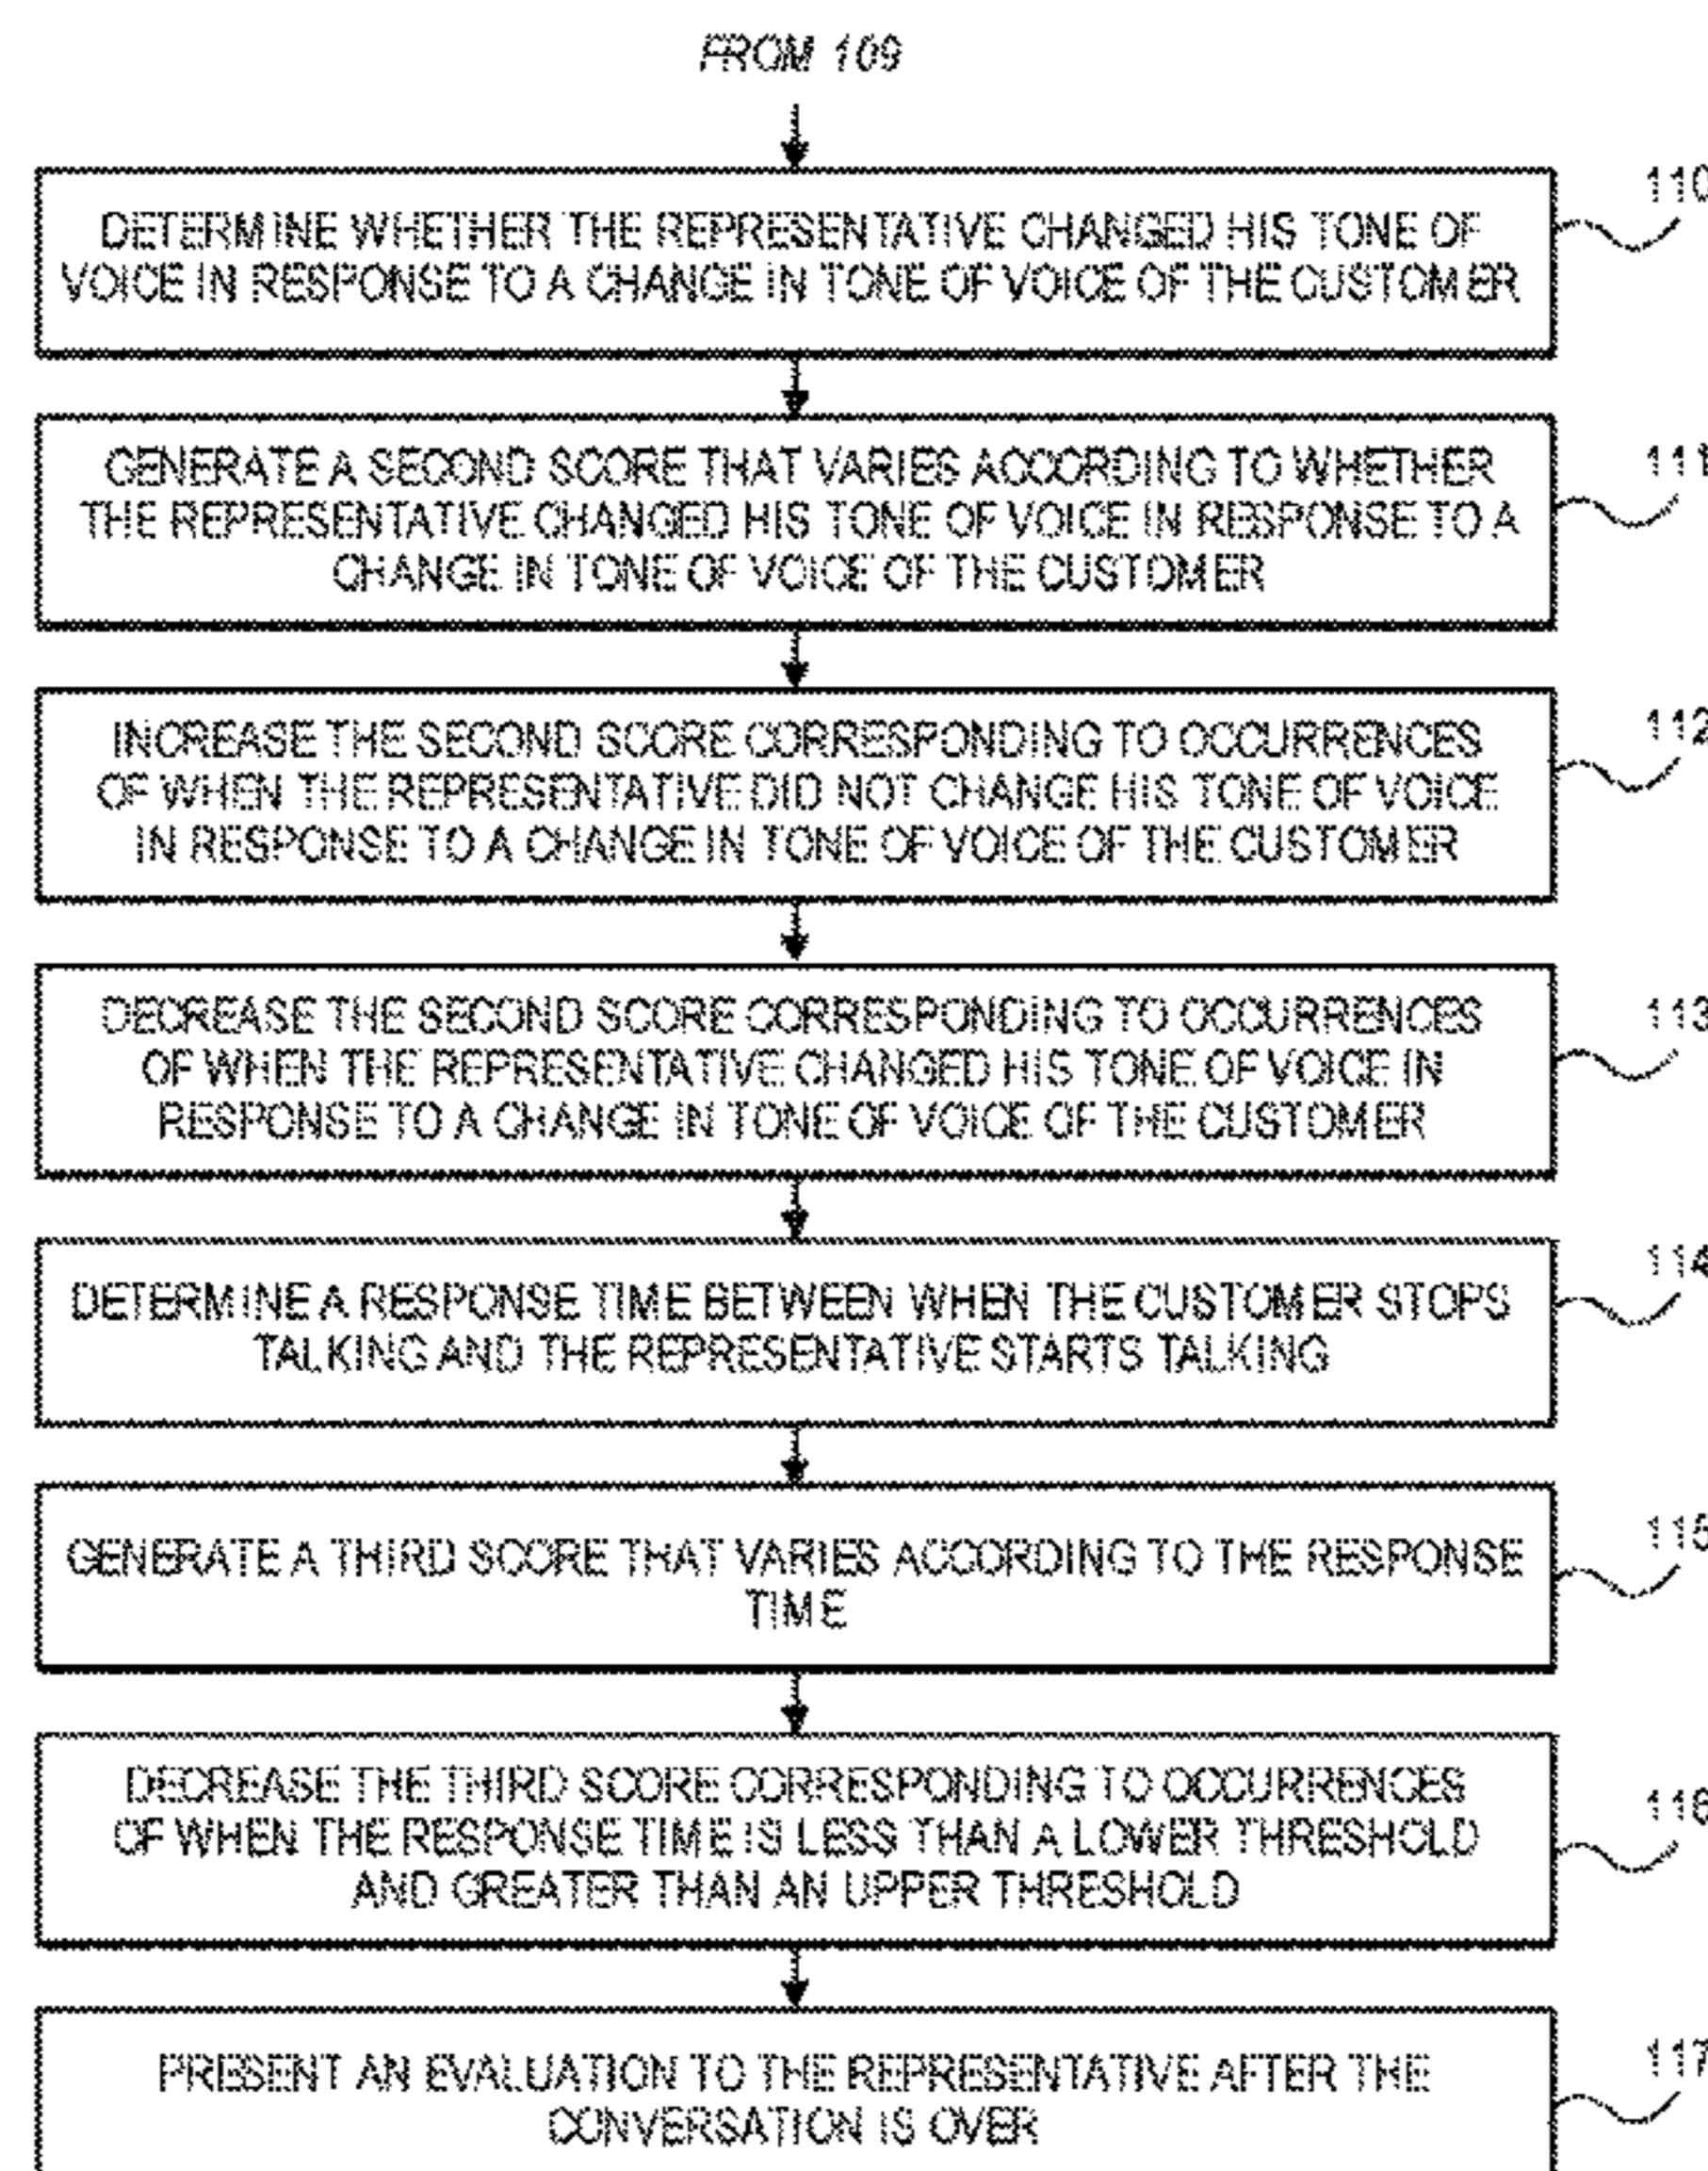 FROM 109
110
DETERMINE WHETHER THE REPRESENTATIVE CHANGED HIS TONE OF
VOICE IN RESPONSE TO A CHANGE IN TONE OF VOICE OF THE CUSTOMER
111
GENERATE A SECOND SCORE THAT VARIES ACCORDING TO WHETHER
THE REPRESENTATIVE CHANGED HIS TONE OF VOICE IN RESPONSE TO A
CHANGE IN TONE OF VOICE OF THE CUSTOMER
112
INCREASE THE SECOND SCORE CORRESPONDING TO OCCURRENCES
OF WHEN THE REPRESENTATIVE DID NOT CHANGE HIS TONE OF VOICE
IN RESPONSE TO A CHANGE IN TONE OF VOICE OF THE CUSTOMER
113
DECREASE THE SECOND SCORE CORRESPONDING TO OCCURRENCES
OF WHEN THE REPRESENTATIVE CHANGED HIS TONE OF VOICE IN
RESPONSE TO A CHANGE IN TONE OF VOICE OF THE CUSTOMER
114
DETERMINE A RESPONSE TIME BETWEEN WHEN THE CUSTOMER STOPS
TALKING AND THE REPRESENTATIVE STARTS TALKING
115
GENERATE A THIRD SCORE THAT VARIES ACCORDING TO THE RESPONSE
TIME
116
DECREASE THE THIRD SCORE CORRESPONDING TO OCCURRENCES
OF WHEN THE RESPONSE TIME IS LESS THAN A LOWER THRESHOLD
AND GREATER THAN AN UPPER THRESHOLD
117
PRESENT AN EVALUATION TO THE REPRESENTATIVE AFTER THE
CONVERSATION IS OVER